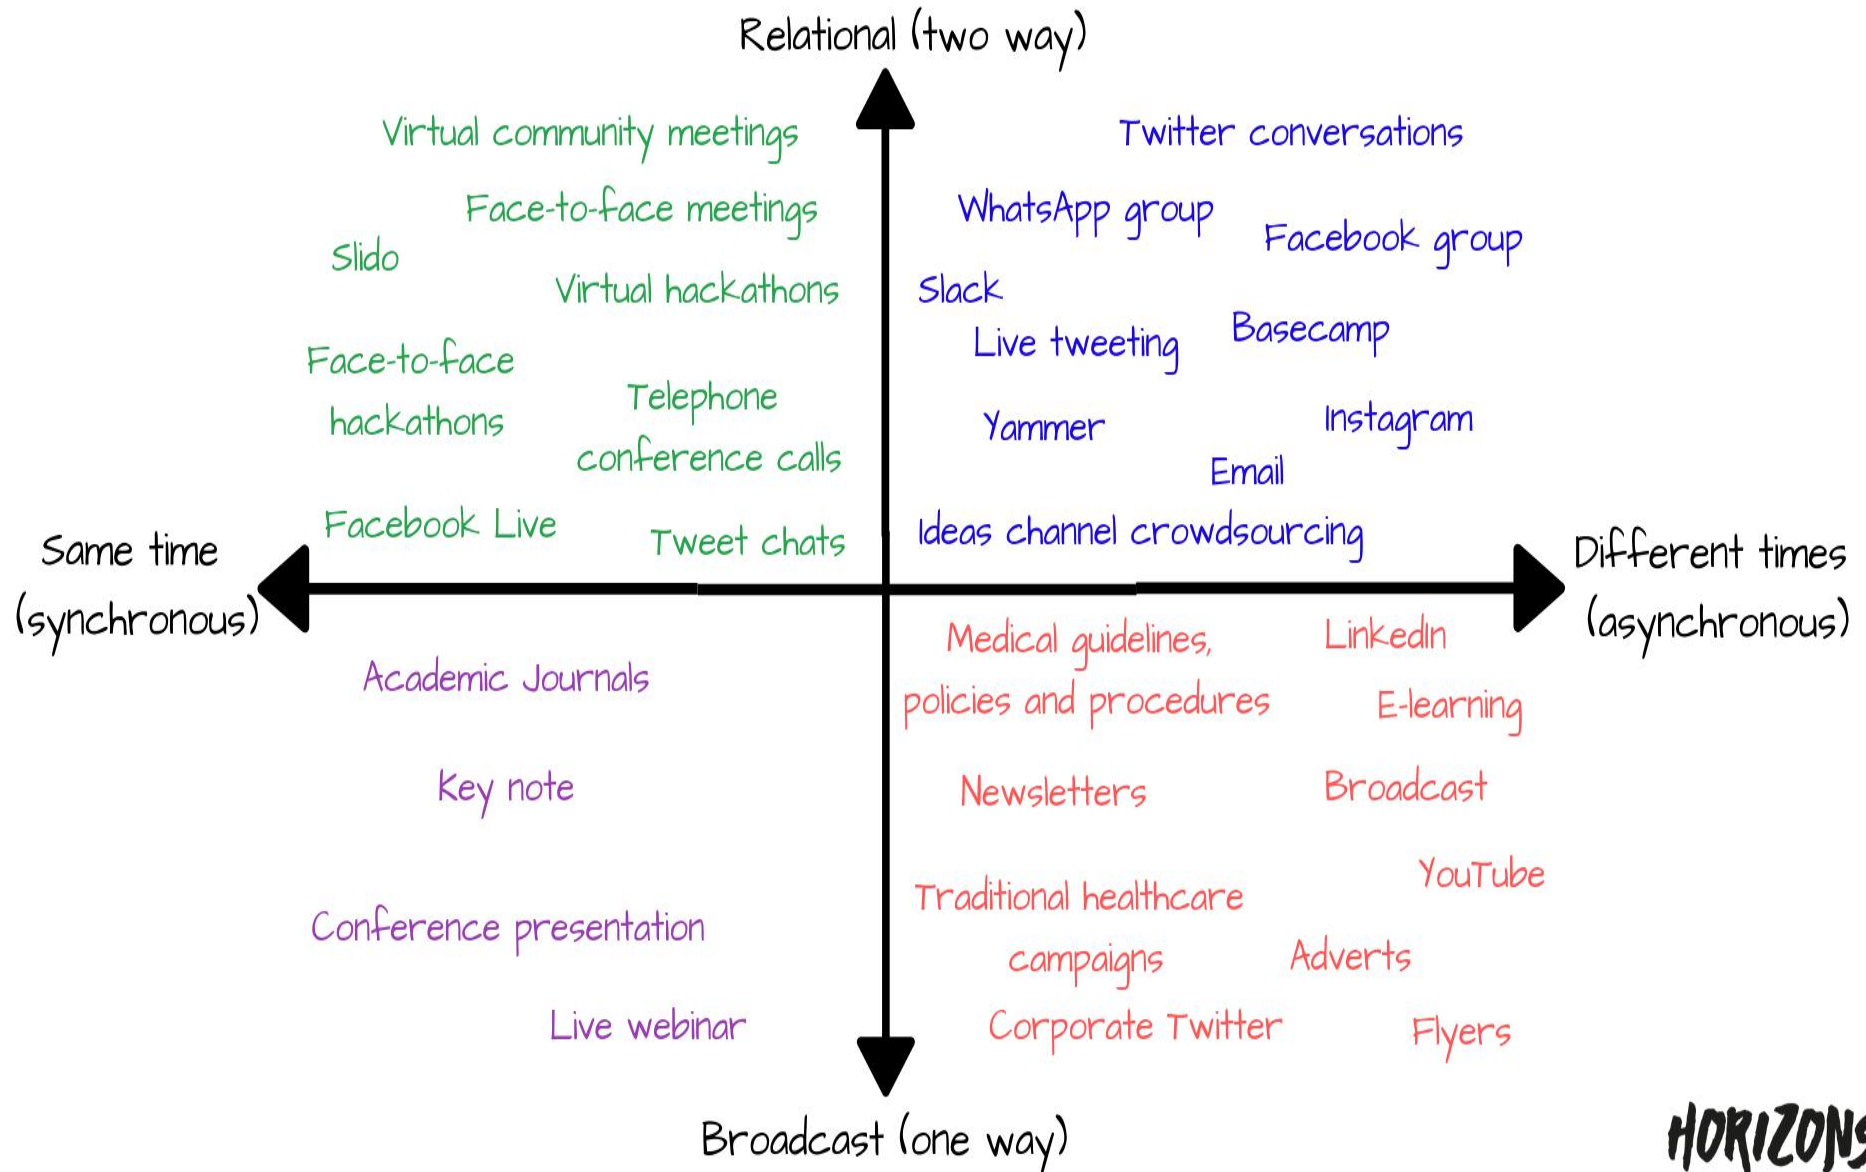 Relational (two way)
Virtual community meetings
Face-to-face meetings
Slido
Virtual hackathons
Face-to-face
hackathons
Telephone
conference calls
Facebook Live
Tweet chats
Twitter conversations
WhatsApp group
Facebook group
Slack
Live tweeting
Basecamp
Yammer
Instagram
Email
Ideas channel crowdsourcing
Same time
(synchronous)
Different times
(asynchronous)
Academic Journals
Key note
Conference presentation
Live webinar
Medical guidelines,
policies and procedures
LinkedIn
E-learning
Newsletters
Broadcast
YouTube
Traditional healthcare
campaigns
Adverts
Corporate Twitter
Flyers
Broadcast (one way)
HORIZONS